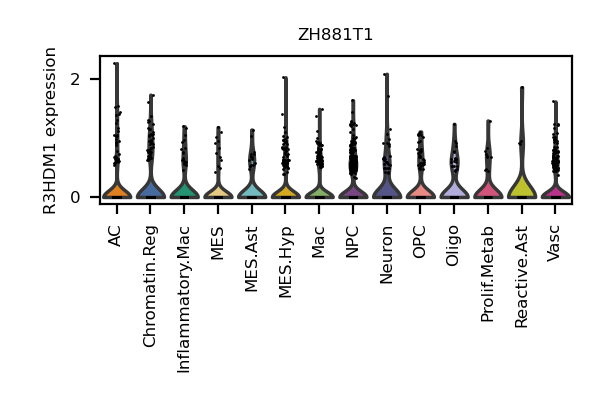 ZH881T1
R3HDM1 expression
2
0
AC
Chromatin.Reg
Inflammatory.Mac
MES
MES.Ast
MES.Hyp
Mac
NPC
Neuron
OPC
Oligo
Prolif.Metab
Reactive.Ast
Vasc